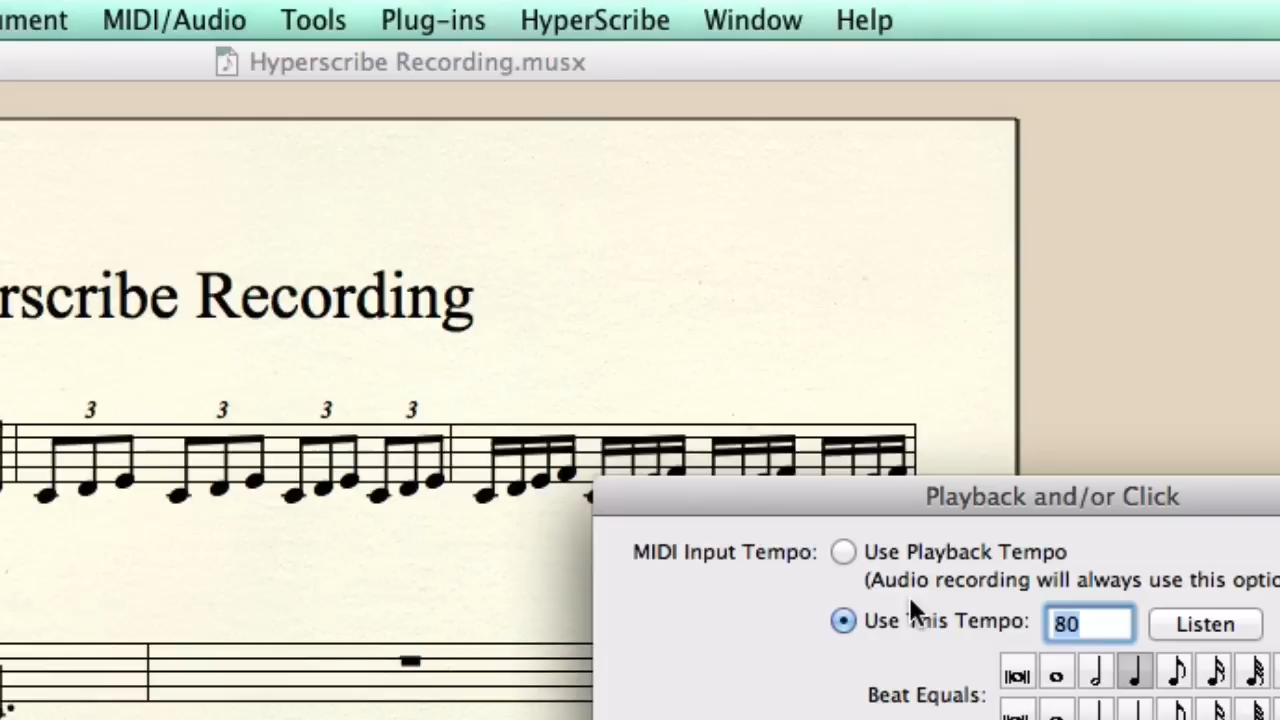 ument MIDI/Audio Tools Plug-ins HyperScribe Window Help
Hyperscribe Recording.musx
rscribe Recording
3 3 3 3
Playback and/or Click
MIDI Input Tempo: Use Playback Tempo
(Audio recording will always use this optio
Use This Tempo: 80 Listen
Beat Equals: